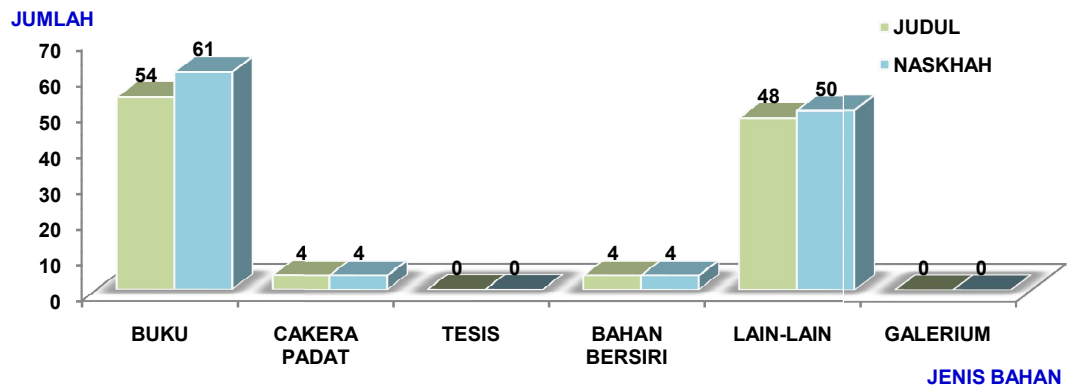 JUMLAH
JUDUL
NASKHAH
70
60
50
40
30
20
10
0
54
61
4
4
0
0
4
4
48
50
0
0
BUKU
CAKERA
PADAT
TESIS
BAHAN
BERSIRI
LAIN-LAIN
GALERIUM
JENIS BAHAN